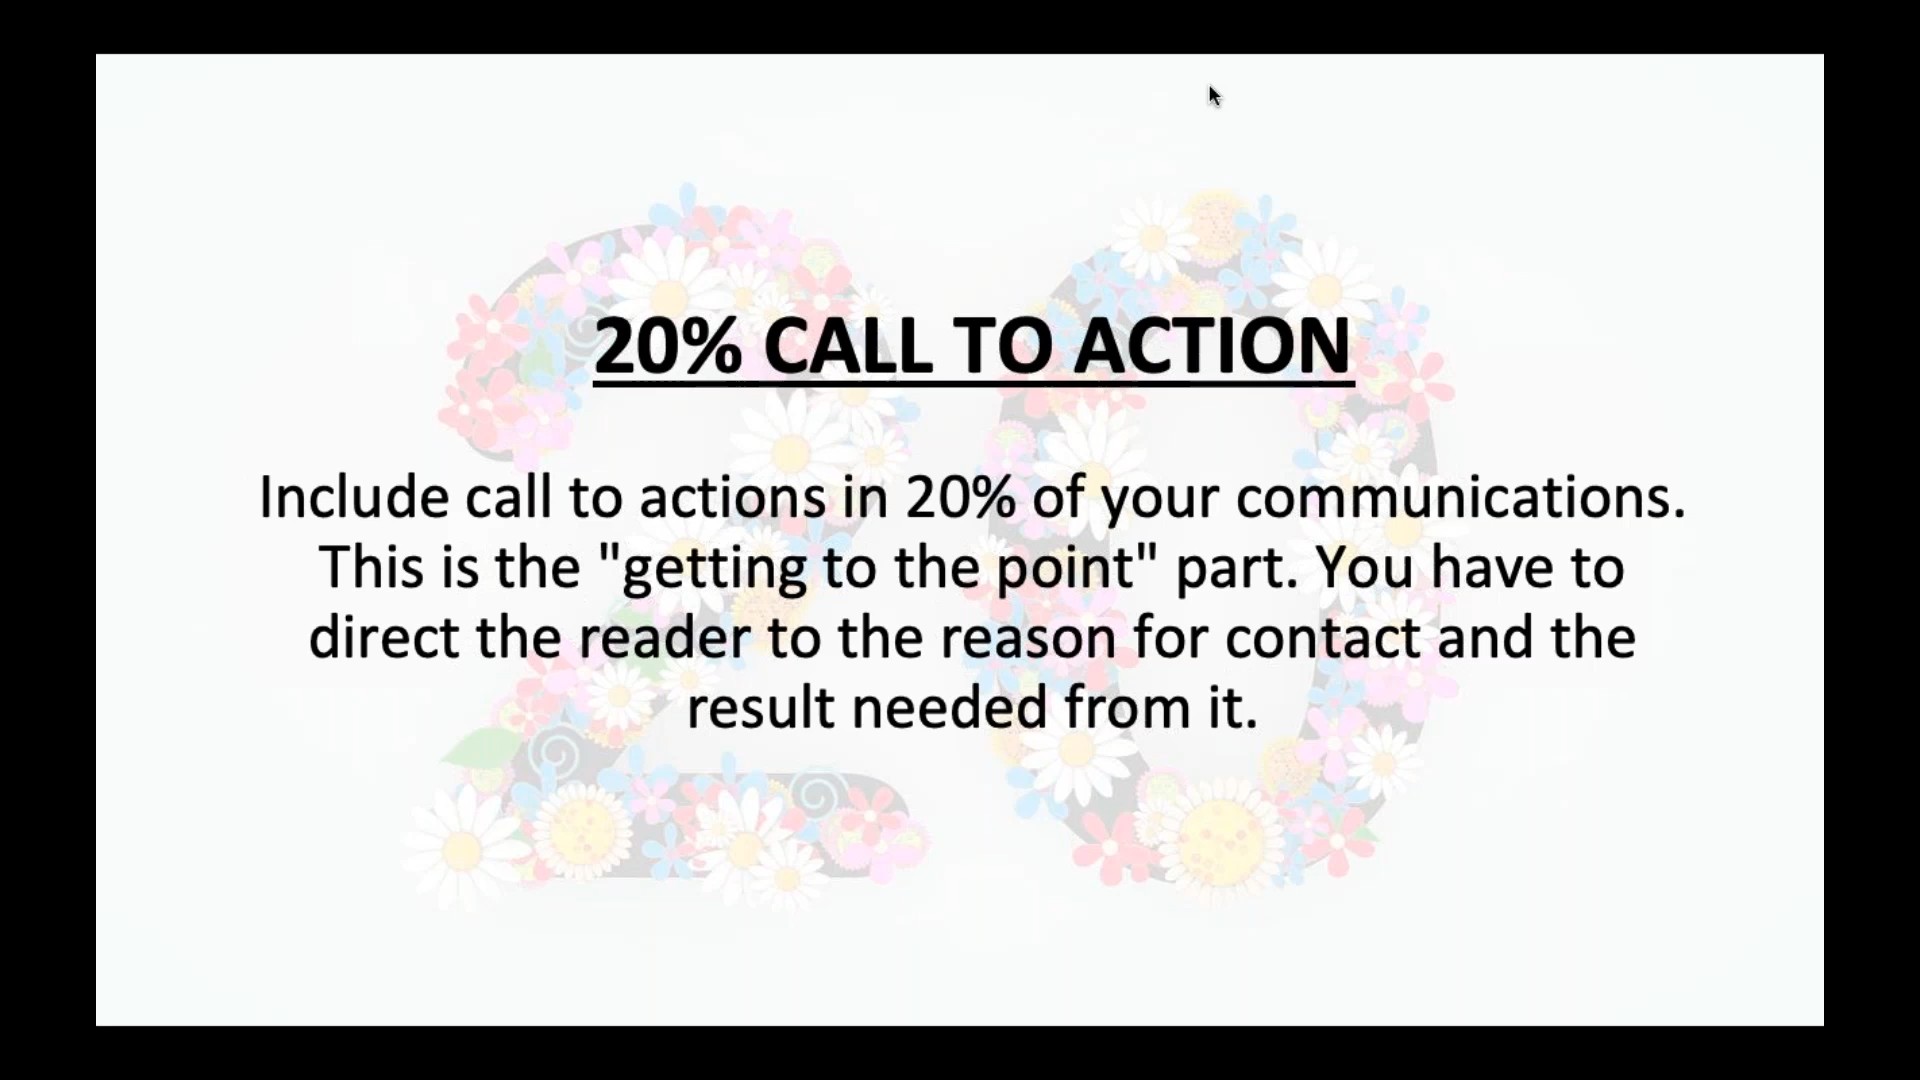 20% CALL TO ACTION
Include call to actions in 20% of your communications.
This is the "getting to the point" part. You have to
direct the reader to the reason for contact and the
result needed from it.